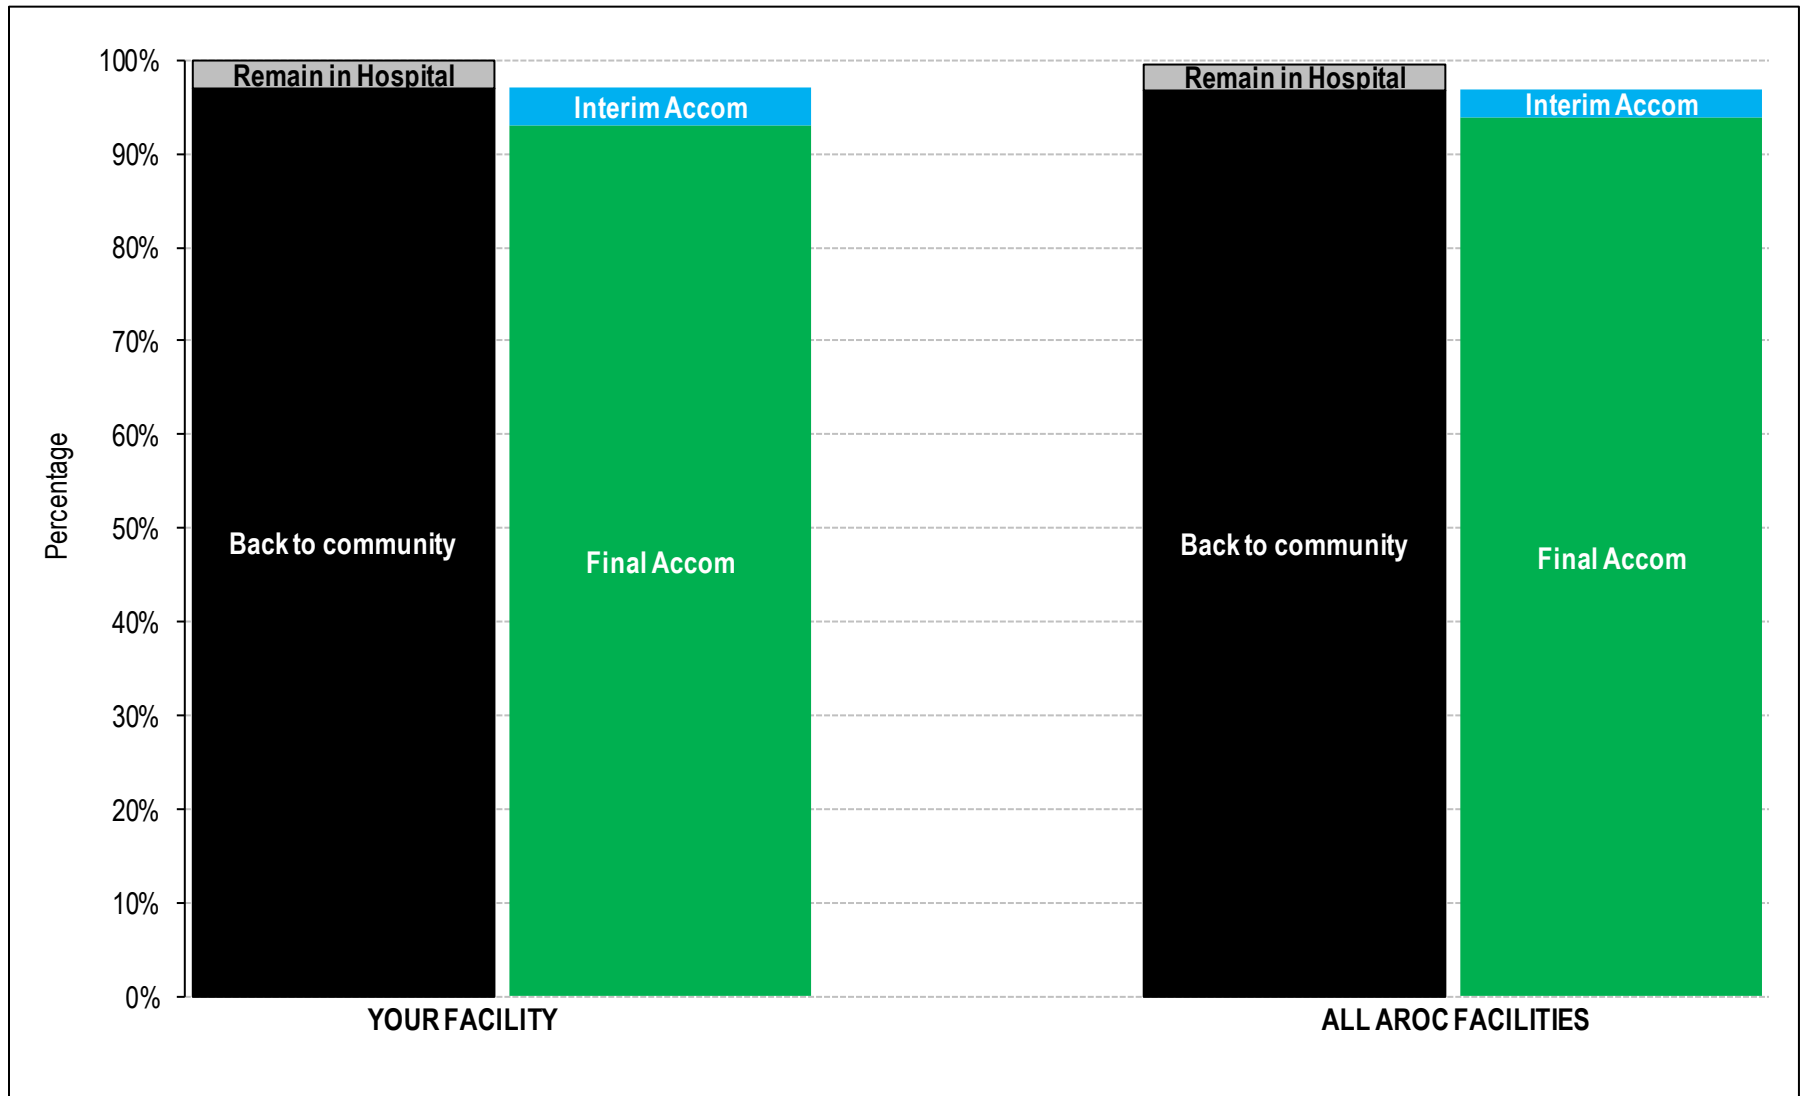 100%
90%
80%
70%
60%
50%
40%
30%
20%
10%
0%
Percentage
Remain in Hospital
Back to community
Interim Accom
Final Accom
Remain in Hospital
Back to community
Interim Accom
Final Accom
YOUR FACILITY
ALL AROC FACILITIES